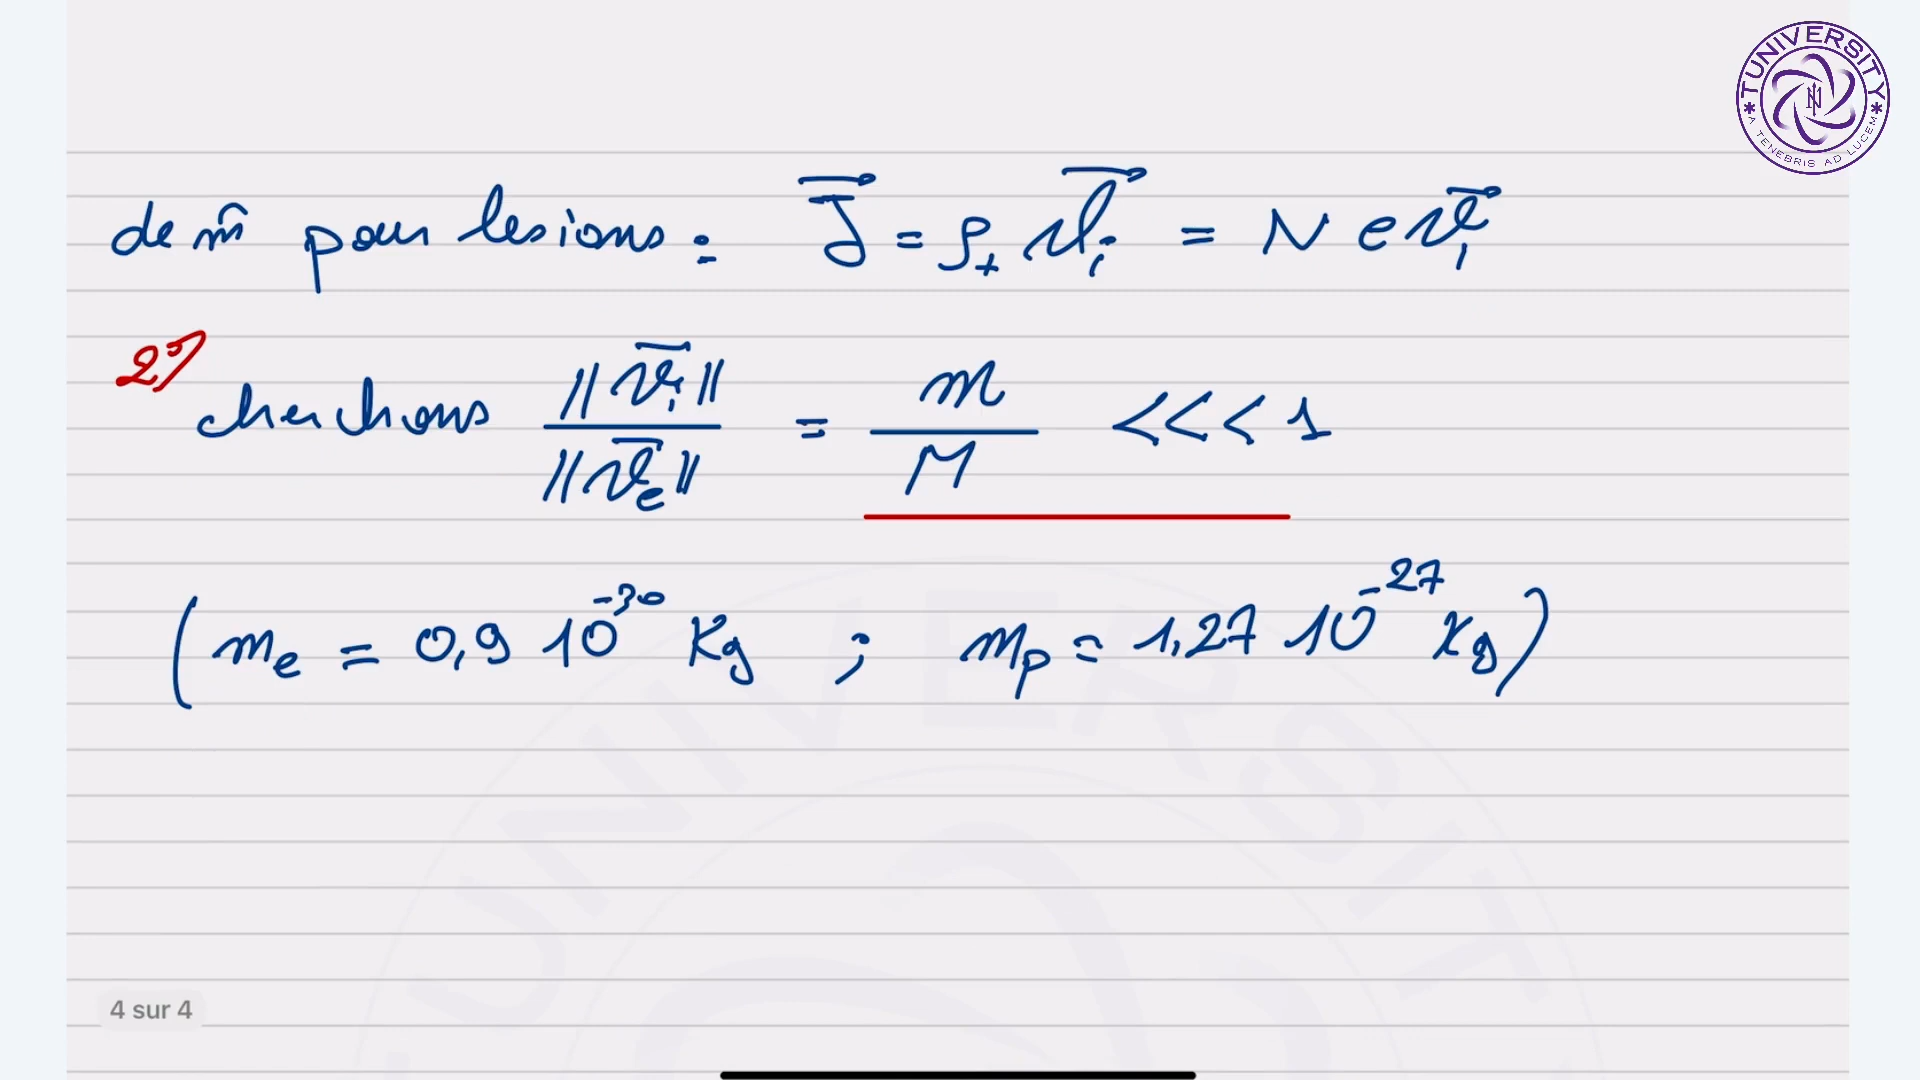 TUNIVERSITY
A TENEBRIS AD LUCEM
de m̂ pour les ions : J⃗ = ρ₊ v⃗ᵢ = N e v⃗ᵢ
2°/
cherchons ‖v⃗ᵢ‖ / ‖v⃗ₑ‖ = m / M <<< 1
(mₑ = 0,9 10⁻³⁰ Kg ; mₚ = 1,27 10⁻²⁷ Kg)
4 sur 4